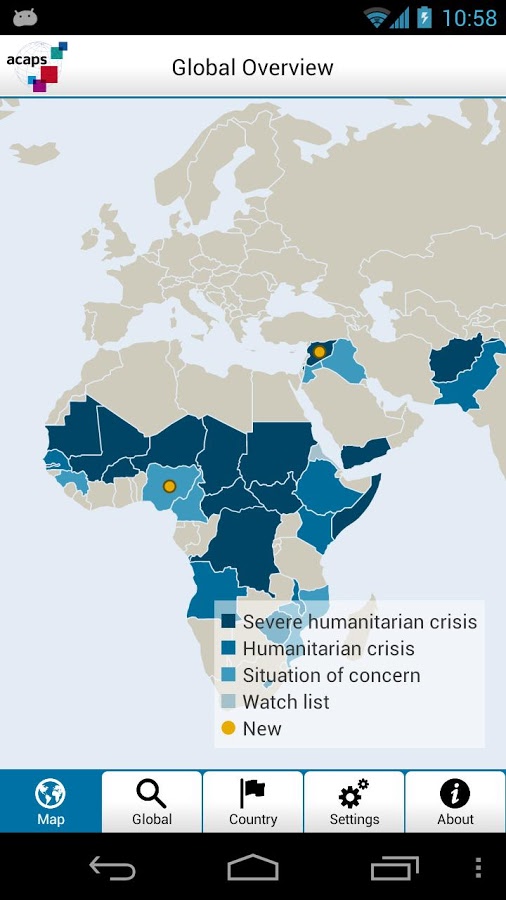 10:58
acaps
Global Overview
Severe humanitarian crisis
Humanitarian crisis
Situation of concern
Watch list
New
Map
Global
Country
Settings
About